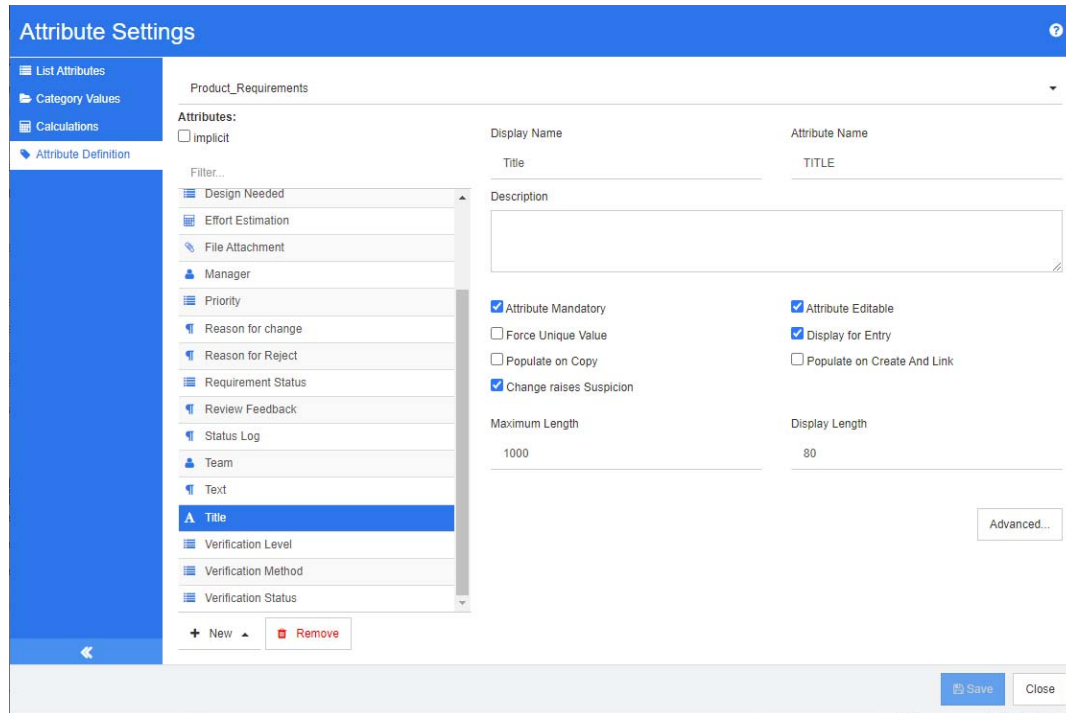 Attribute Settings
List Attributes
Category Values
Calculations
Attribute Definition
Product_Requirements
Attributes:
implicit
Filter...
Design Needed
Effort Estimation
File Attachment
Manager
Priority
Reason for change
Reason for Reject
Requirement Status
Review Feedback
Status Log
Team
Text
Title
Verification Level
Verification Method
Verification Status
+ New
Remove
Display Name
Attribute Name
Title
TITLE
Description
Attribute Mandatory
Attribute Editable
Force Unique Value
Display for Entry
Populate on Copy
Populate on Create And Link
Change raises Suspicion
Maximum Length
Display Length
1000
80
Advanced...
Save
Close